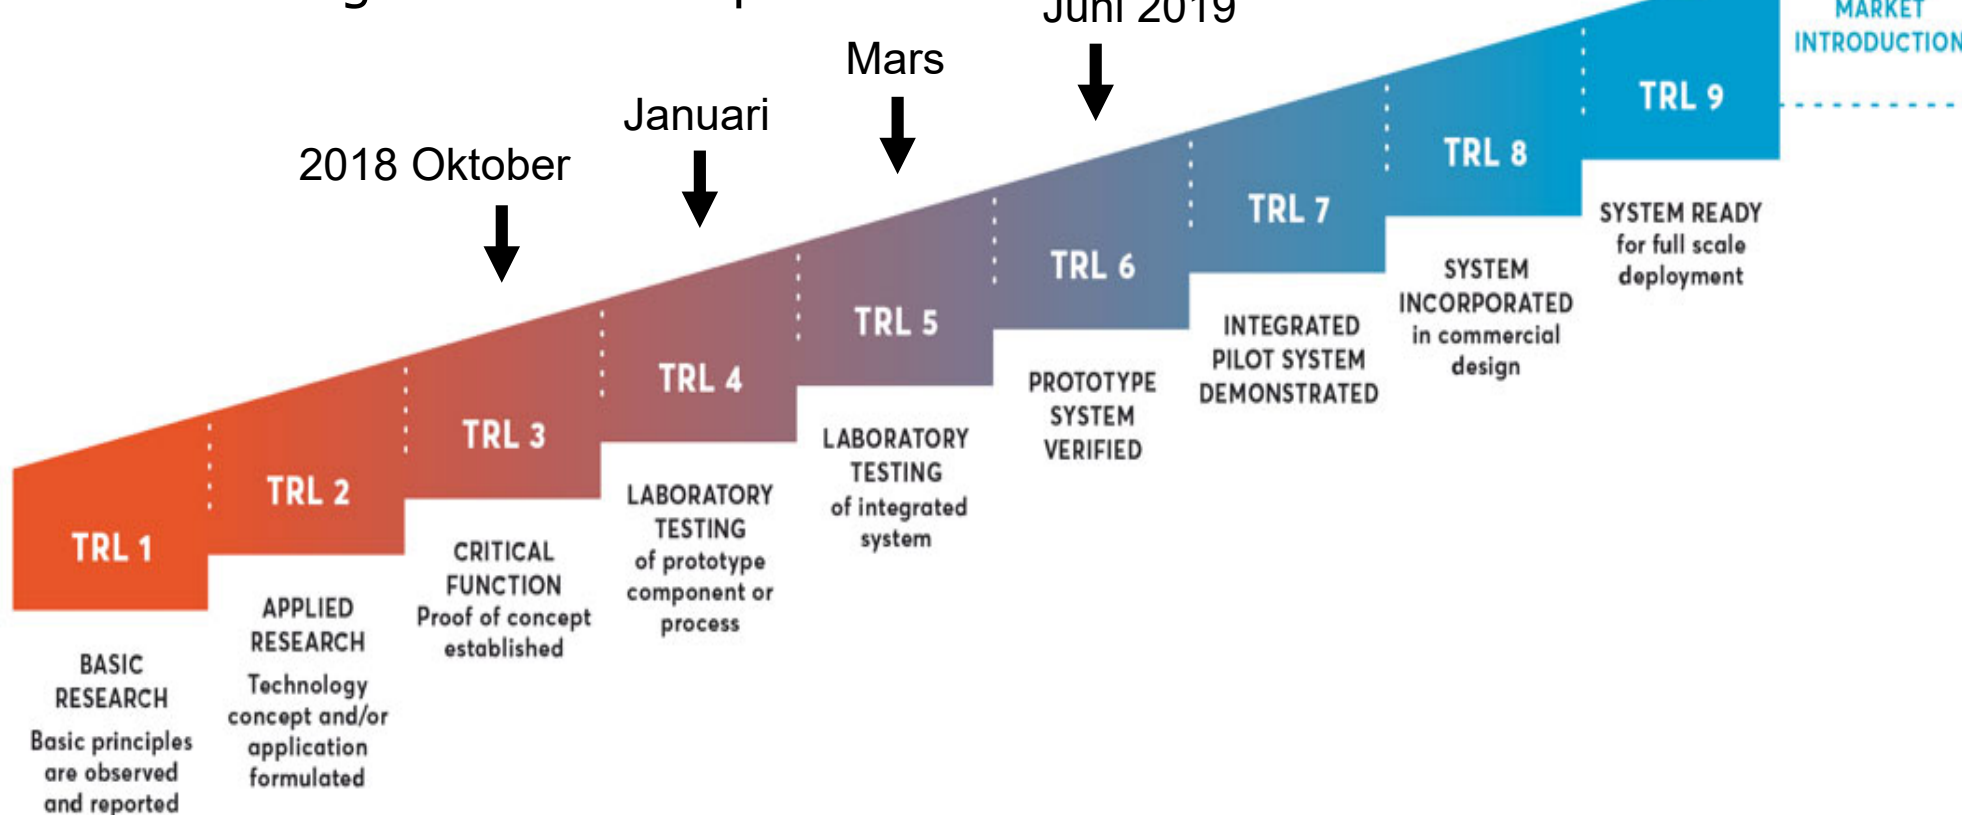 Juni 2019
Mars
Januari
2018 Oktober
MARKET
INTRODUCTION
TRL 9
SYSTEM READY
for full scale
deployment
TRL 8
SYSTEM
INCORPORATED
in commercial
design
TRL 7
INTEGRATED
PILOT SYSTEM
DEMONSTRATED
TRL 6
PROTOTYPE
SYSTEM
VERIFIED
TRL 5
LABORATORY
TESTING
of integrated
system
TRL 4
LABORATORY
TESTING
of prototype
component or
process
TRL 3
CRITICAL
FUNCTION
Proof of concept
established
TRL 2
APPLIED
RESEARCH
Technology
concept and/or
application
formulated
TRL 1
BASIC
RESEARCH
Basic principles
are observed
and reported